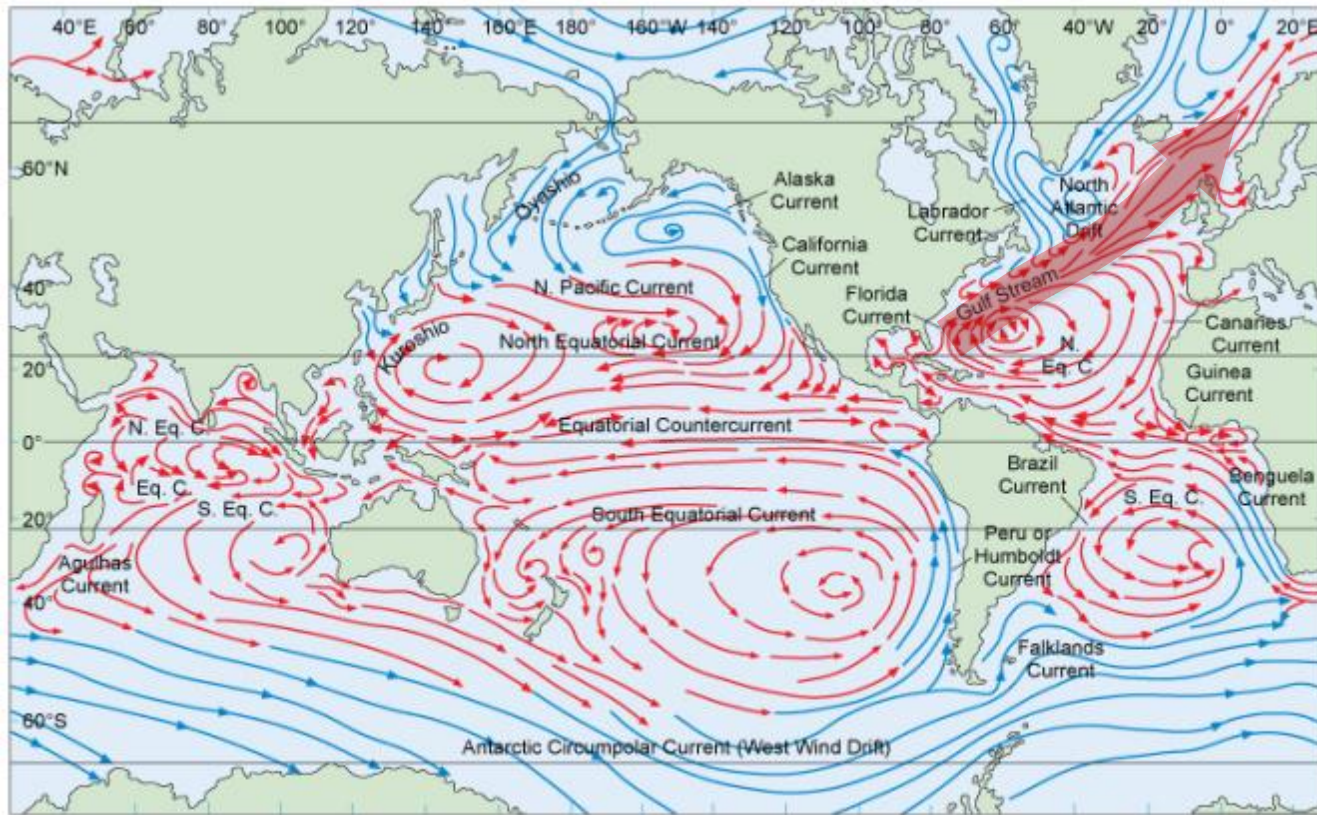 40°E 60° 80° 100° 120° 140° 160°E 180° 160°W 140° 120° 100° 80° 60° 40°W 20° 0° 20°E
60°N
Oyashio
Alaska
Current
North
Atlantic
Drift
Labrador
Current
California
Current
40°
N. Pacific Current
Florida
Current
Gulf Stream
Canaries
Current
Kuroshio
North Equatorial Current
N.
Eq. C.
20°
Guinea
Current
N. Eq. C.
Equatorial Countercurrent
0°
Brazil
Current
Benguela
Current
Eq. C.
S. Eq. C.
S. Eq. C.
20°
South Equatorial Current
Peru or
Humboldt
Current
Agulhas
Current
40°
Falklands
Current
60°S
Antarctic Circumpolar Current (West Wind Drift)